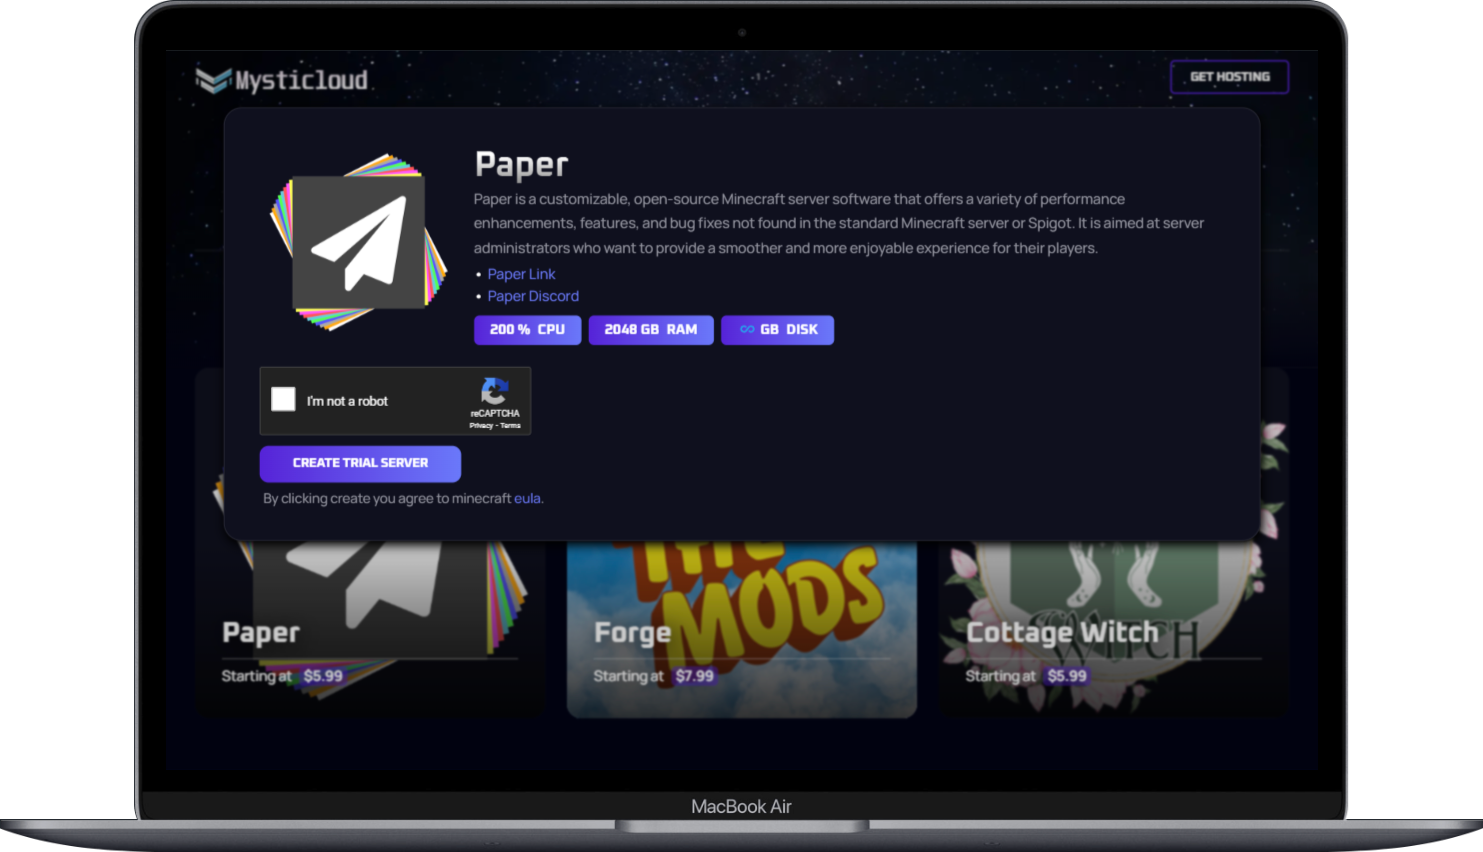 Mysticloud
GET HOSTING
Paper
Paper is a customizable, open-source Minecraft server software that offers a variety of performance
enhancements, features, and bug fixes not found in the standard Minecraft server or Spigot. It is aimed at server
administrators who want to provide a smoother and more enjoyable experience for their players.
• Paper Link
• Paper Discord
200 % CPU
2048 GB RAM
∞ GB DISK
I'm not a robot
reCAPTCHA
Privacy - Terms
CREATE TRIAL SERVER
By clicking create you agree to minecraft eula.
THE
MODS
WITCH
Paper
Forge
Cottage Witch
Starting at $5.99
Starting at $7.99
Starting at $5.99
MacBook Air